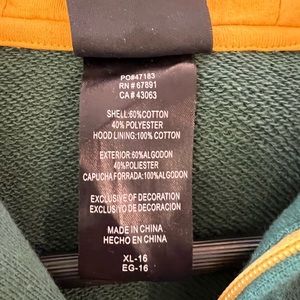 PO#47183
RN# 67891
CA# 43063
SHELL:60%COTTON
40% POLYESTER
HOOD LINING:100% COTTON
EXTERIOR:60%ALGODON
40%POLIESTER
CAPUCHA FORRADA:100%ALGODON
EXCLUSIVE OF DECORATION
EXCLUSIVO DE DECORATION
MADE IN CHINA
HECHO EN CHINA
XL-16
EG-16